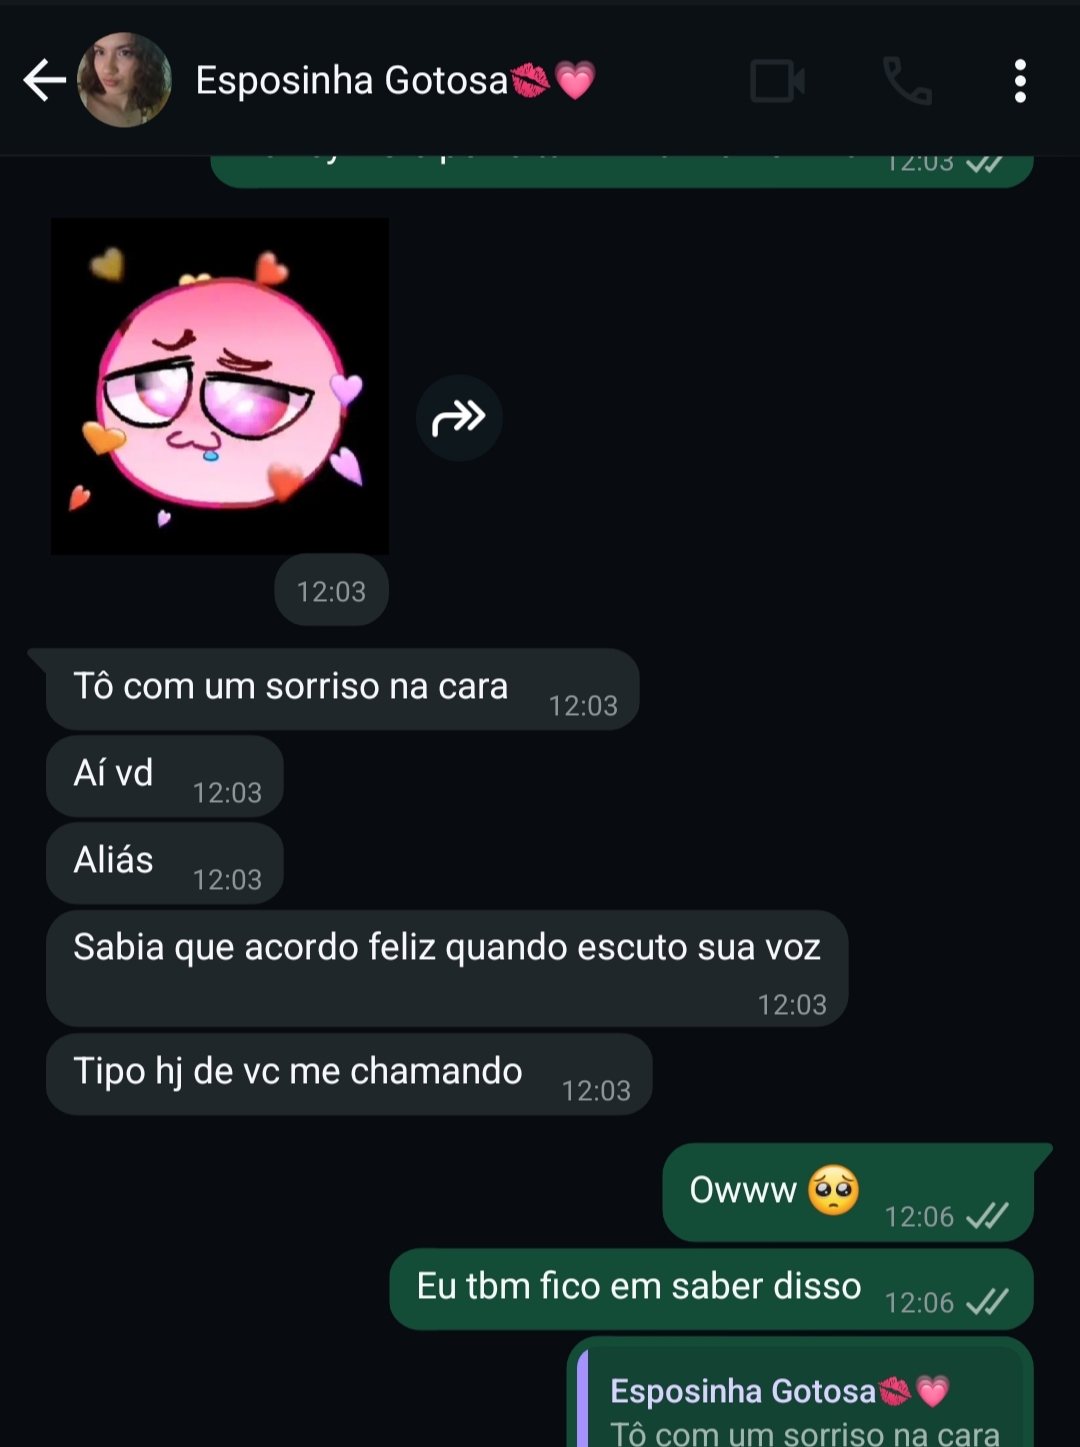 Esposinha Gotosa💋💗
12:03
12:03
Tô com um sorriso na cara 12:03
Aí vd 12:03
Aliás 12:03
Sabia que acordo feliz quando escuto sua voz
12:03
Tipo hj de vc me chamando 12:03
Owww 🥺 12:06
Eu tbm fico em saber disso 12:06
Esposinha Gotosa💋💗
Tô com um sorriso na cara